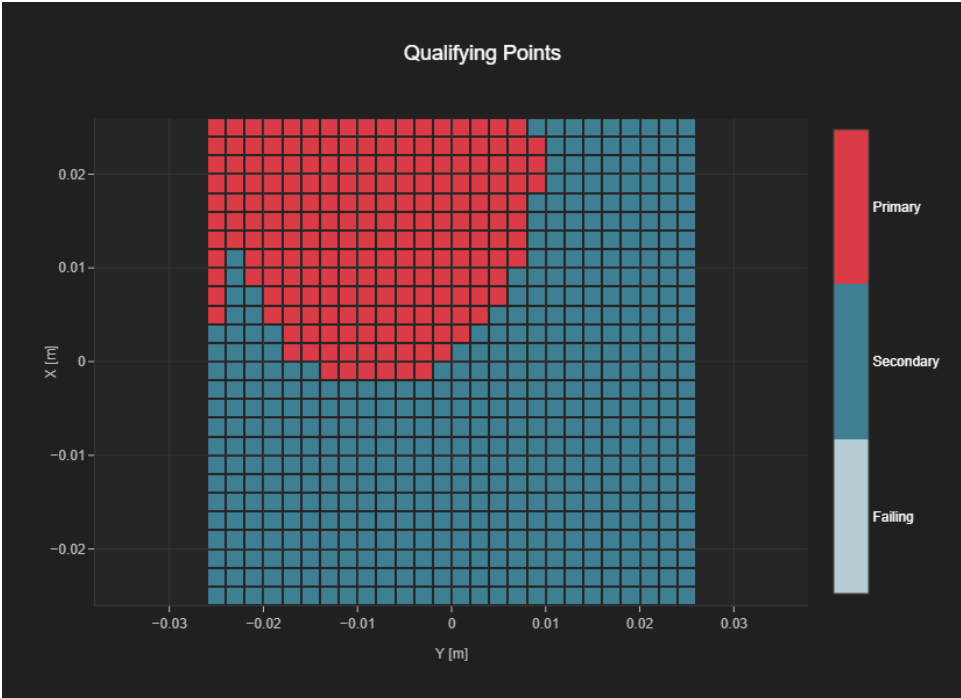 Qualifying Points
0.02
0.01
0
−0.01
−0.02
X [m]
−0.03
−0.02
−0.01
0
0.01
0.02
0.03
Y [m]
Primary
Secondary
Failing